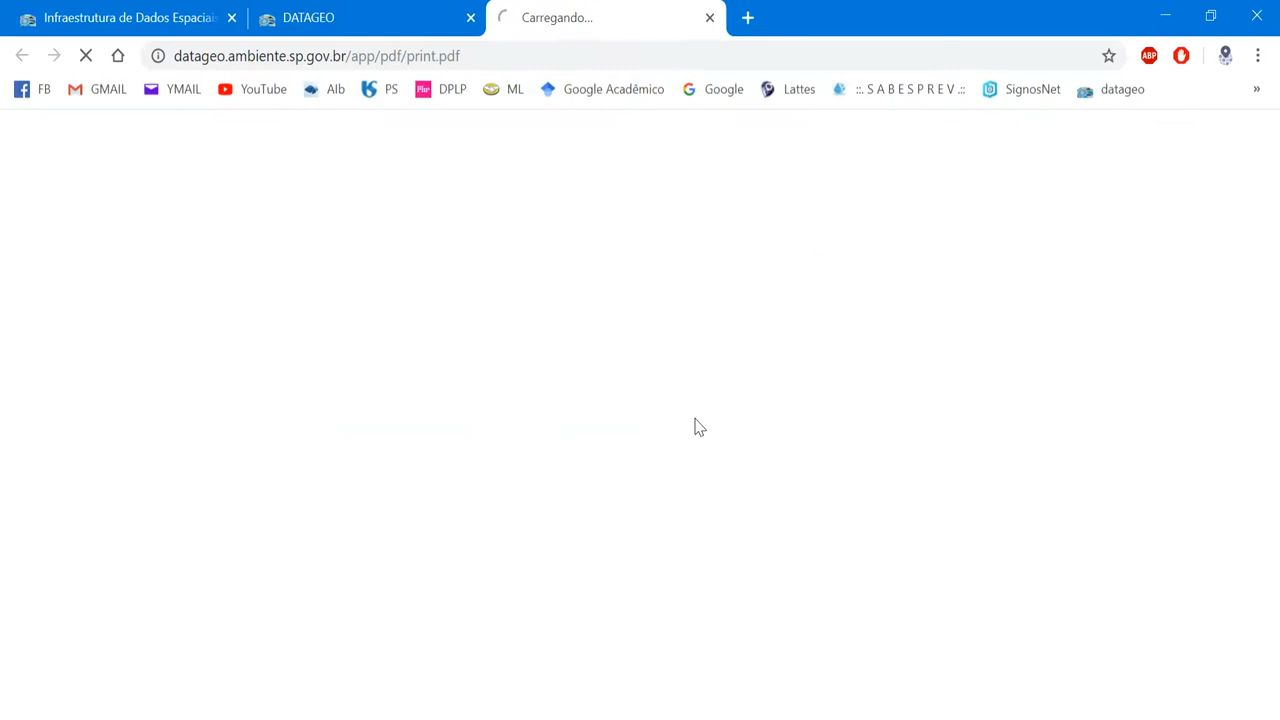 Infraestrutura de Dados Espaciais
DATAGEO
Carregando...
datageo.ambiente.sp.gov.br/app/pdf/print.pdf
ABP
FB
GMAIL
YMAIL
YouTube
Alb
PS
DPLP
ML
Google Acadêmico
Google
Lattes
::. S A B E S P R E V .::
SignosNet
datageo
»